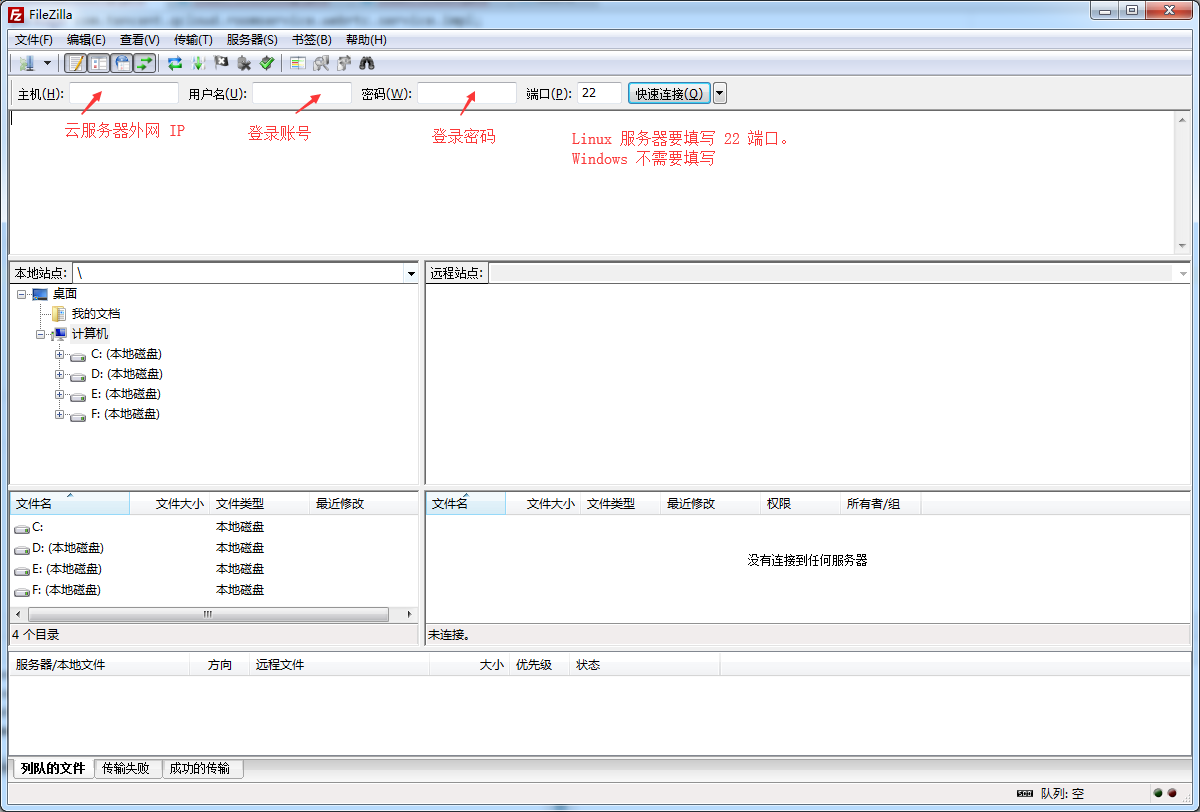 FileZilla
com.tencent.qcloud.roomservice.webrtc.service.impl;
文件(F) 编辑(E) 查看(V) 传输(T) 服务器(S) 书签(B) 帮助(H)
主机(H): 用户名(U): 密码(W): 端口(P): 22 快速连接(Q)
云服务器外网 IP 登录账号 登录密码 Linux 服务器要填写 22 端口。
Windows 不需要填写
本地站点: \
远程站点:
桌面
我的文档
计算机
C: (本地磁盘)
D: (本地磁盘)
E: (本地磁盘)
F: (本地磁盘)
文件名 文件大小 文件类型 最近修改
C: 本地磁盘
D: (本地磁盘) 本地磁盘
E: (本地磁盘) 本地磁盘
F: (本地磁盘) 本地磁盘
4 个目录
文件名 文件大小 文件类型 最近修改 权限 所有者/组
没有连接到任何服务器
未连接。
服务器/本地文件 方向 远程文件 大小 优先级 状态
列队的文件 传输失败 成功的传输
队列: 空